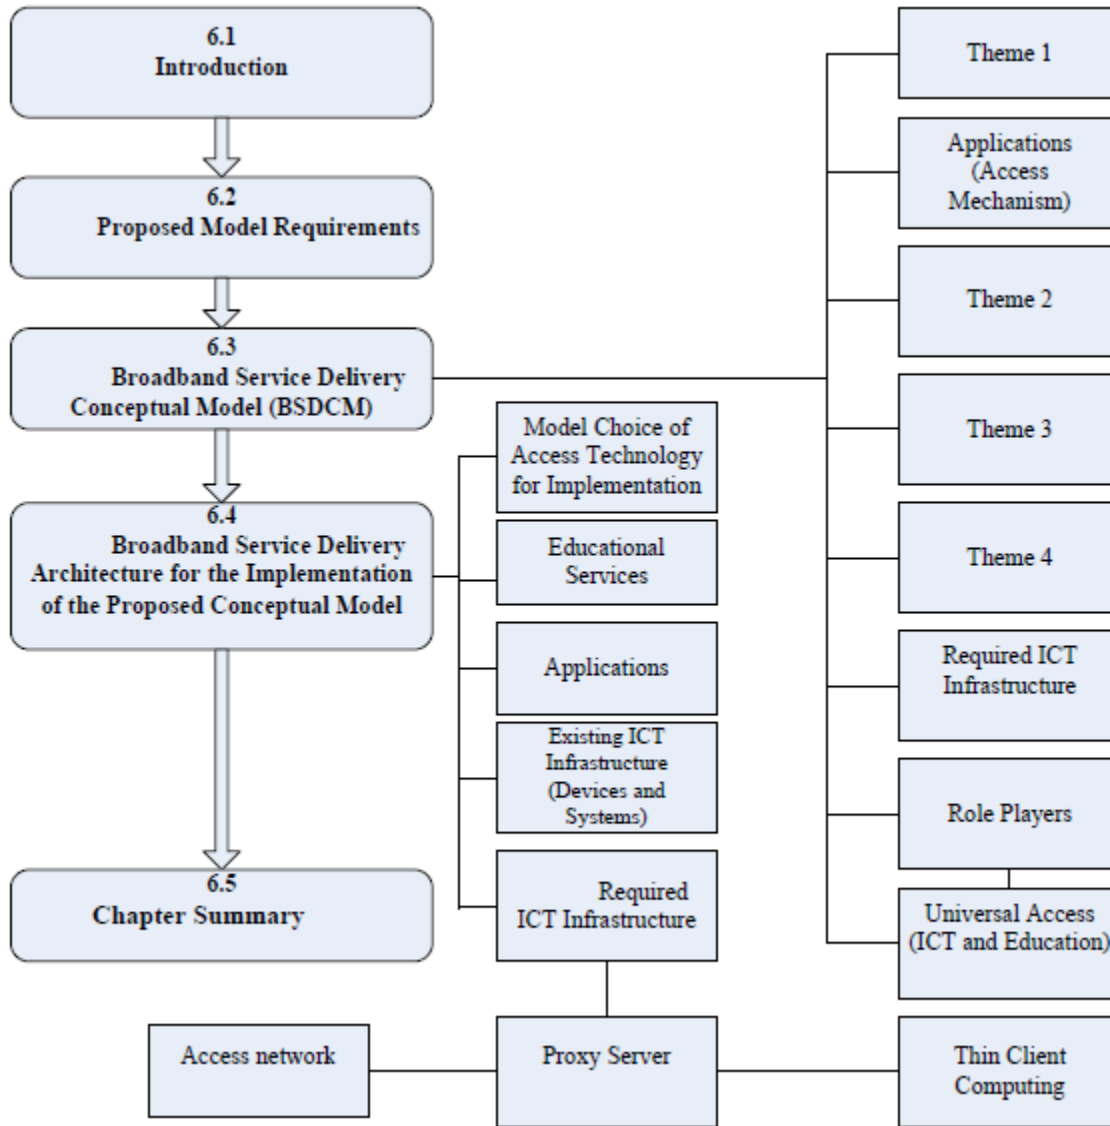 6.1
Introduction
6.2
Proposed Model Requirements
6.3
Broadband Service Delivery
Conceptual Model (BSDCM)
6.4
Broadband Service Delivery
Architecture for the Implementation
of the Proposed Conceptual Model
6.5
Chapter Summary
Model Choice of
Access Technology
for Implementation
Educational
Services
Applications
Existing ICT
Infrastructure
(Devices and
Systems)
Required
ICT Infrastructure
Theme 1
Applications
(Access
Mechanism)
Theme 2
Theme 3
Theme 4
Required ICT
Infrastructure
Role Players
Universal Access
(ICT and Education)
Access network
Proxy Server
Thin Client
Computing